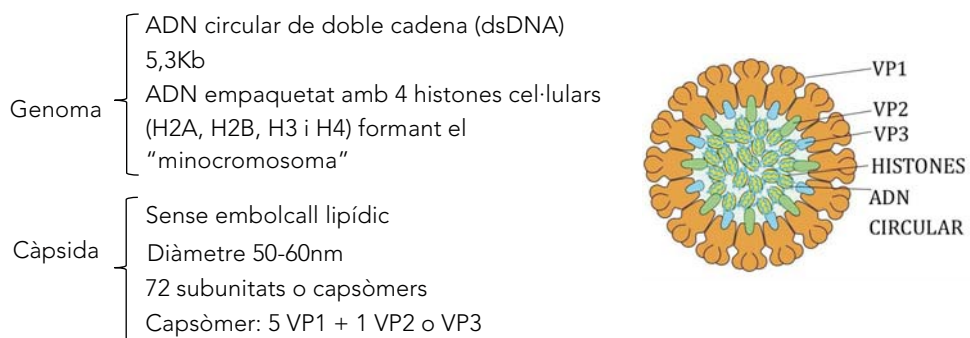 Genoma
ADN circular de doble cadena (dsDNA)
5,3Kb
ADN empaquetat amb 4 histones cel·lulars
(H2A, H2B, H3 i H4) formant el
“minocromosoma”
Càpsida
Sense embolcall lipídic
Diàmetre 50-60nm
72 subunitats o capsòmers
Capsòmer: 5 VP1 + 1 VP2 o VP3
VP1
VP2
VP3
HISTONES
ADN
CIRCULAR